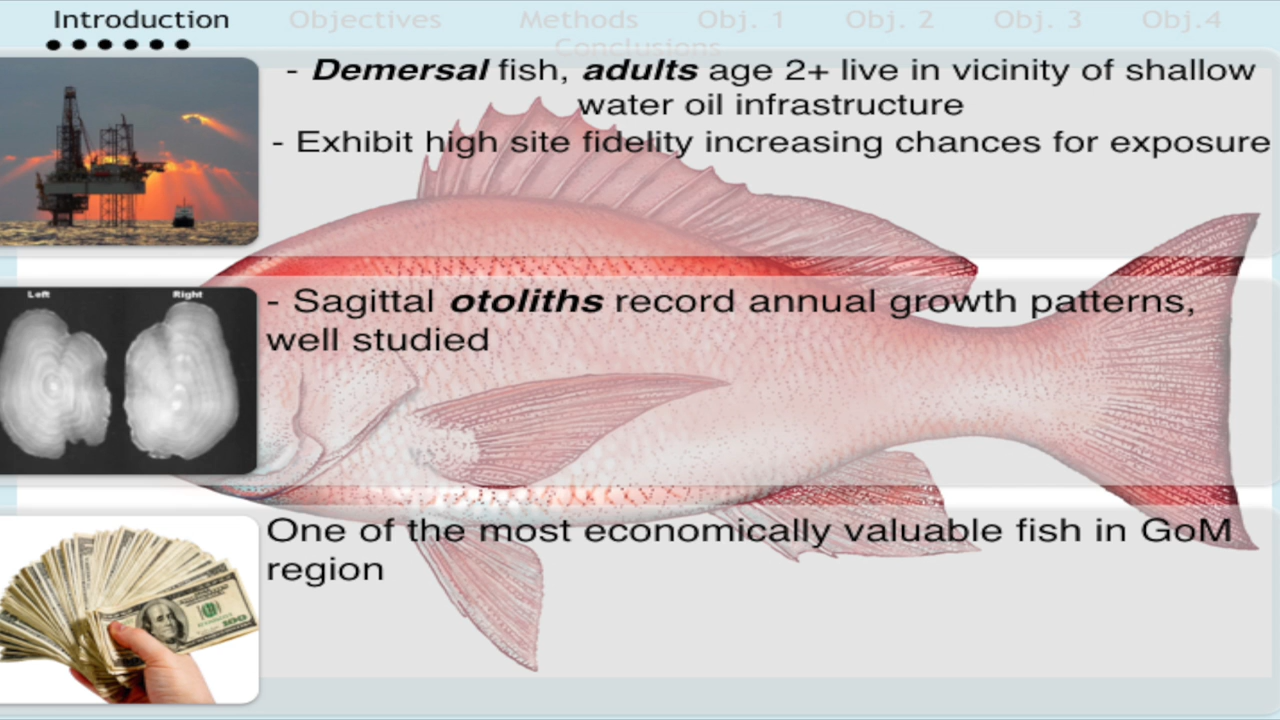 Introduction Objectives Methods Obj. 1 Obj. 2 Obj. 3 Obj.4
Conclusions
- Demersal fish, adults age 2+ live in vicinity of shallow
water oil infrastructure
- Exhibit high site fidelity increasing chances for exposure
Left Right
- Sagittal otoliths record annual growth patterns,
well studied
One of the most economically valuable fish in GoM
region
100